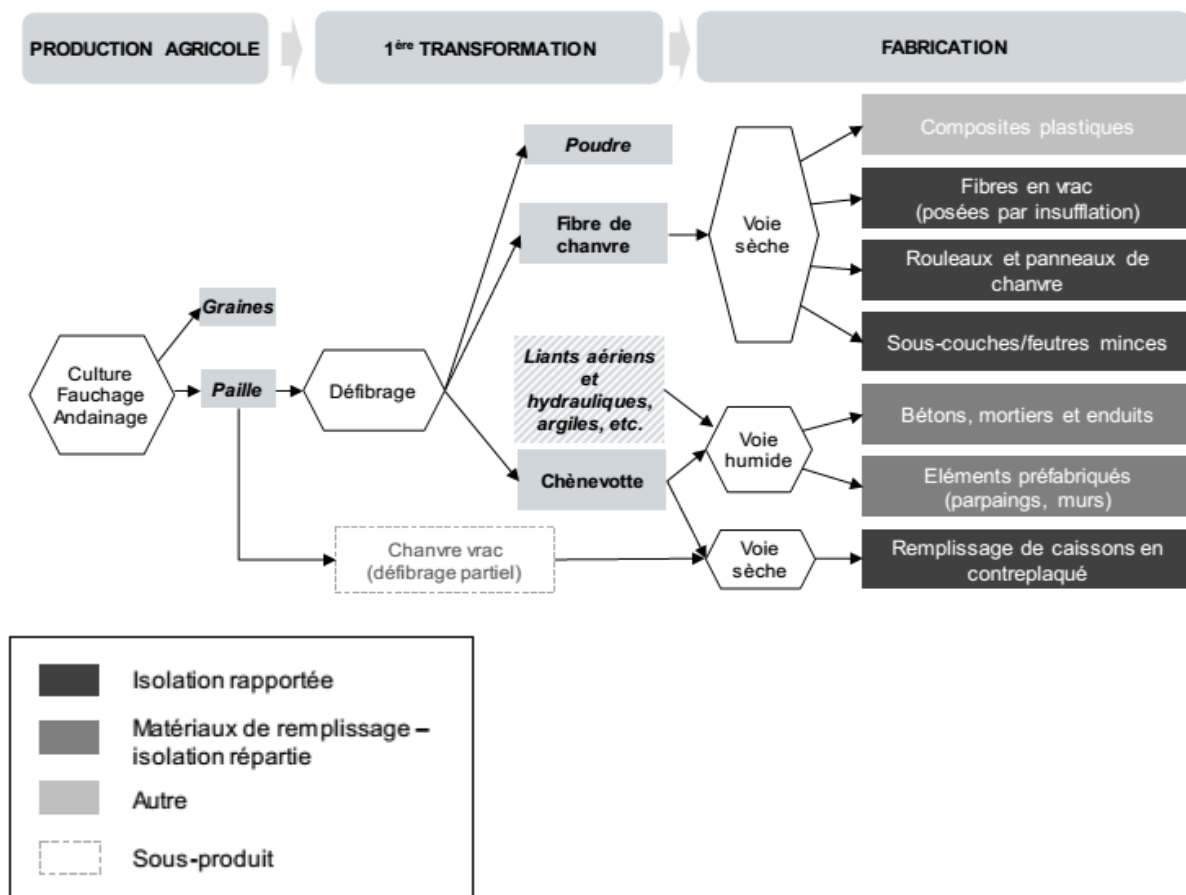 PRODUCTION AGRICOLE
1ère TRANSFORMATION
FABRICATION
Culture
Fauchage
Andainage
Graines
Paille
Défibrage
Poudre
Fibre de
chanvre
Liants aériens
et
hydrauliques,
argiles, etc.
Chènevotte
Chanvre vrac
(défibrage partiel)
Voie
sèche
Voie
humide
Voie
sèche
Composites plastiques
Fibres en vrac
(posées par insufflation)
Rouleaux et panneaux de
chanvre
Sous-couches/feutres minces
Bétons, mortiers et enduits
Eléments préfabriqués
(parpaings, murs)
Remplissage de caissons en
contreplaqué
Isolation rapportée
Matériaux de remplissage –
isolation répartie
Autre
Sous-produit